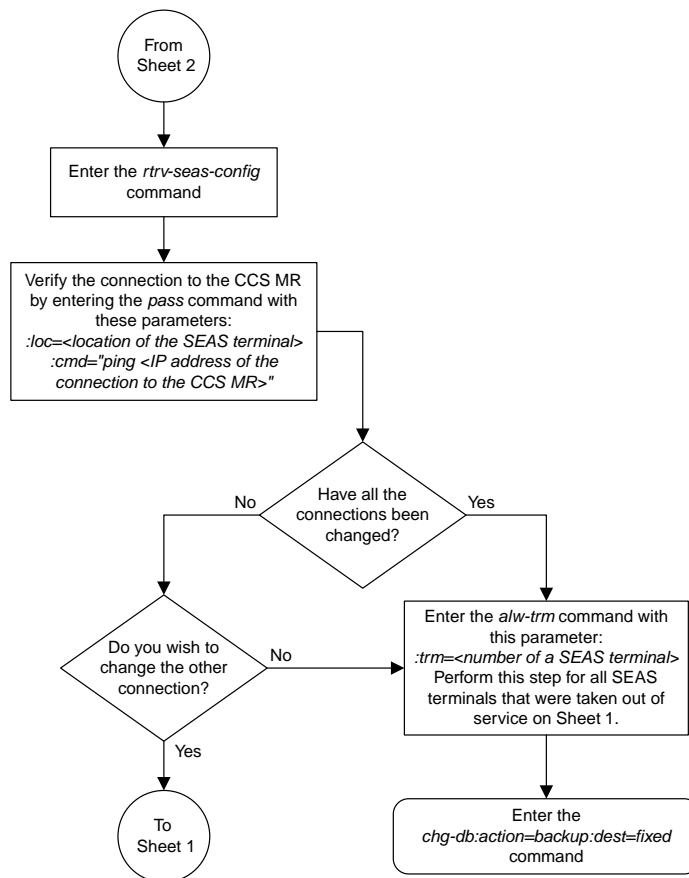 From
Sheet 2
Enter the rtrv-seas-config
command
Verify the connection to the CCS MR
by entering the pass command with
these parameters:
:loc=<location of the SEAS terminal>
:cmd="ping <IP address of the
connection to the CCS MR>"
Have all the
connections been
changed?
No
Yes
Do you wish to
change the other
connection?
No
Yes
Enter the alw-trm command with
this parameter:
:trm=<number of a SEAS terminal>
Perform this step for all SEAS
terminals that were taken out of
service on Sheet 1.
To
Sheet 1
Enter the
chg-db:action=backup:dest=fixed
command